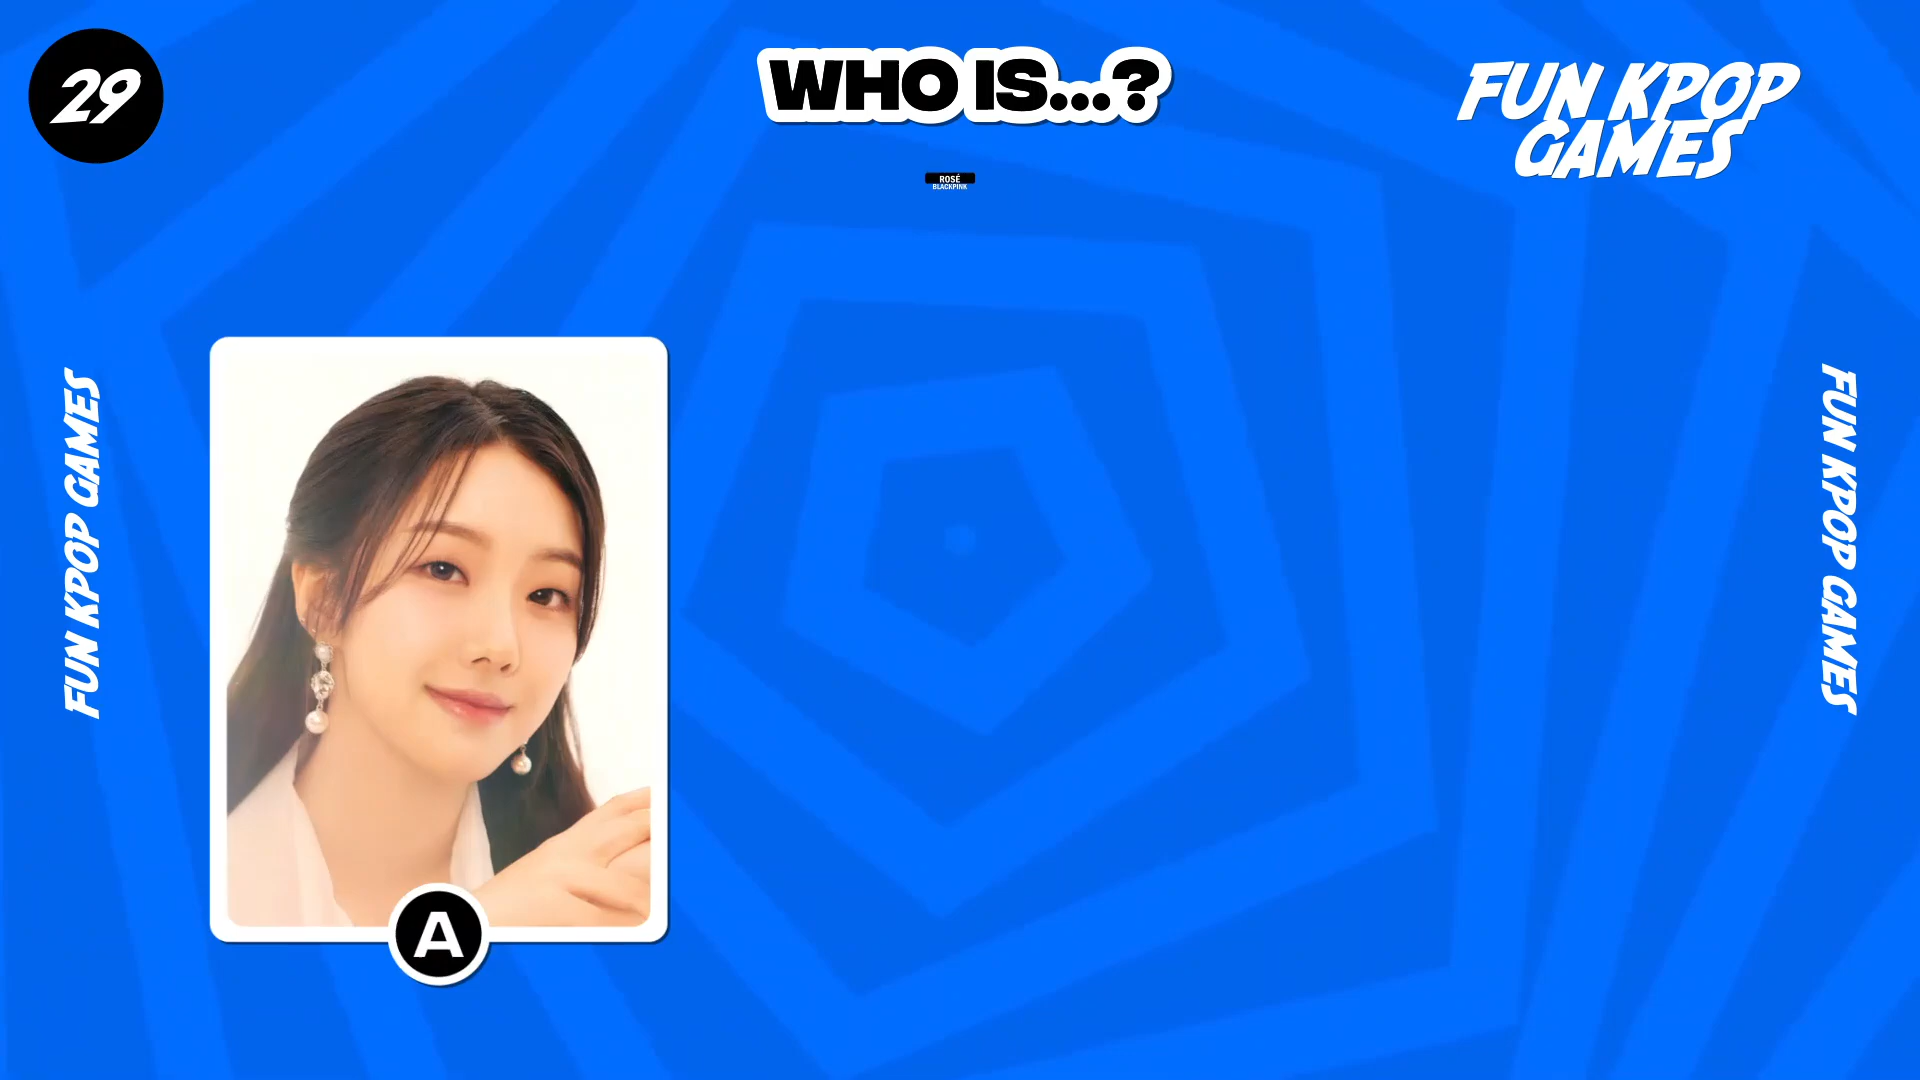 29
WHO IS...?
FUN KPOP
GAMES
ROSÉ
BLACKPINK
FUN KPOP GAMES
FUN KPOP GAMES
A